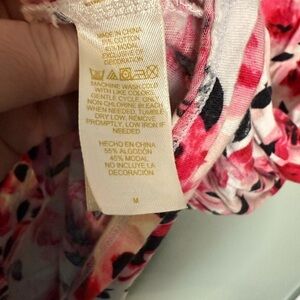 MADE IN CHINA
55% COTTON
45% MODAL
EXCLUSIVE OF
DECORATION
MACHINE WASH COLD
WITH LIKE COLORS,
GENTLE CYCLE, ONLY
NON CHLORINE BLEACH
WHEN NEEDED, TUMBLE
DRY LOW. REMOVE
PROMPTLY, LOW IRON IF
NEEDED
HECHO EN CHINA
55% ALGODÓN
45% MODAL
NO INCLUYE LA
DECORACIÓN
M